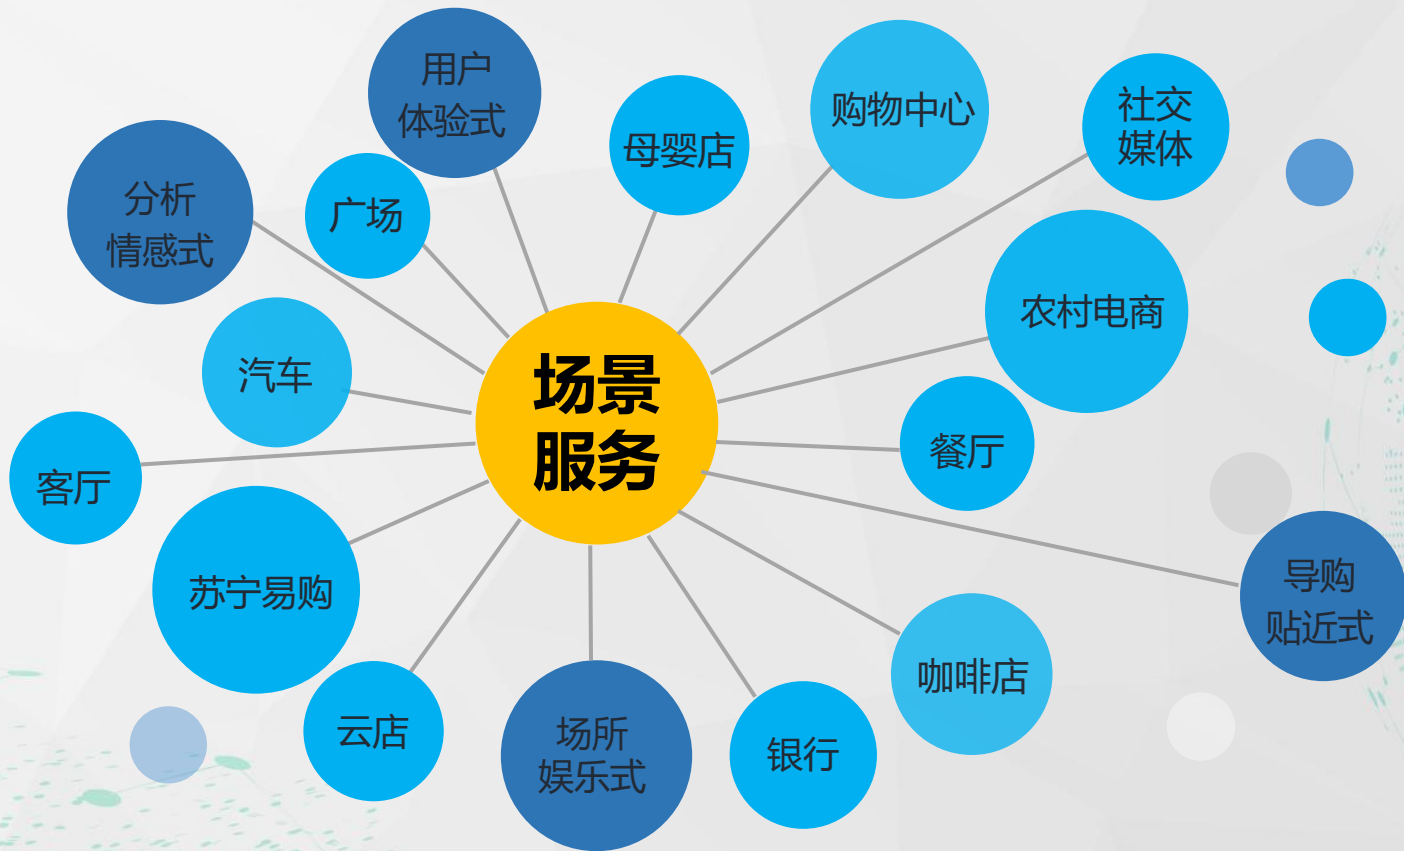 用户
体验式
母婴店
购物中心
社交
媒体
分析
情感式
广场
农村电商
汽车
场景
服务
餐厅
客厅
苏宁易购
导购
贴近式
咖啡店
云店
场所
娱乐式
银行